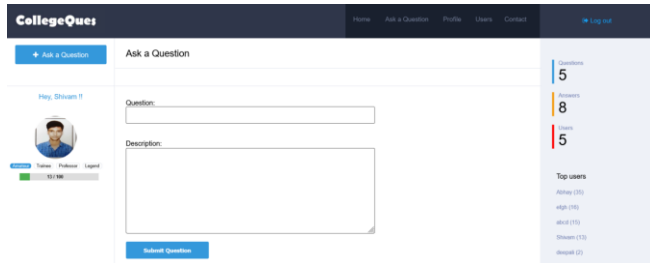 CollegeQues
Home Ask a Question Profile Users Contact
Log out
+ Ask a Question
Hey, Shivam !!
Amateur Trainee Professor Legend
13 / 100
Ask a Question
Question:
Description:
Submit Question
Questions
5
Answers
8
Users
5
Top users
Abhay (35)
efgh (16)
abcd (15)
Shivam (13)
deepak (2)